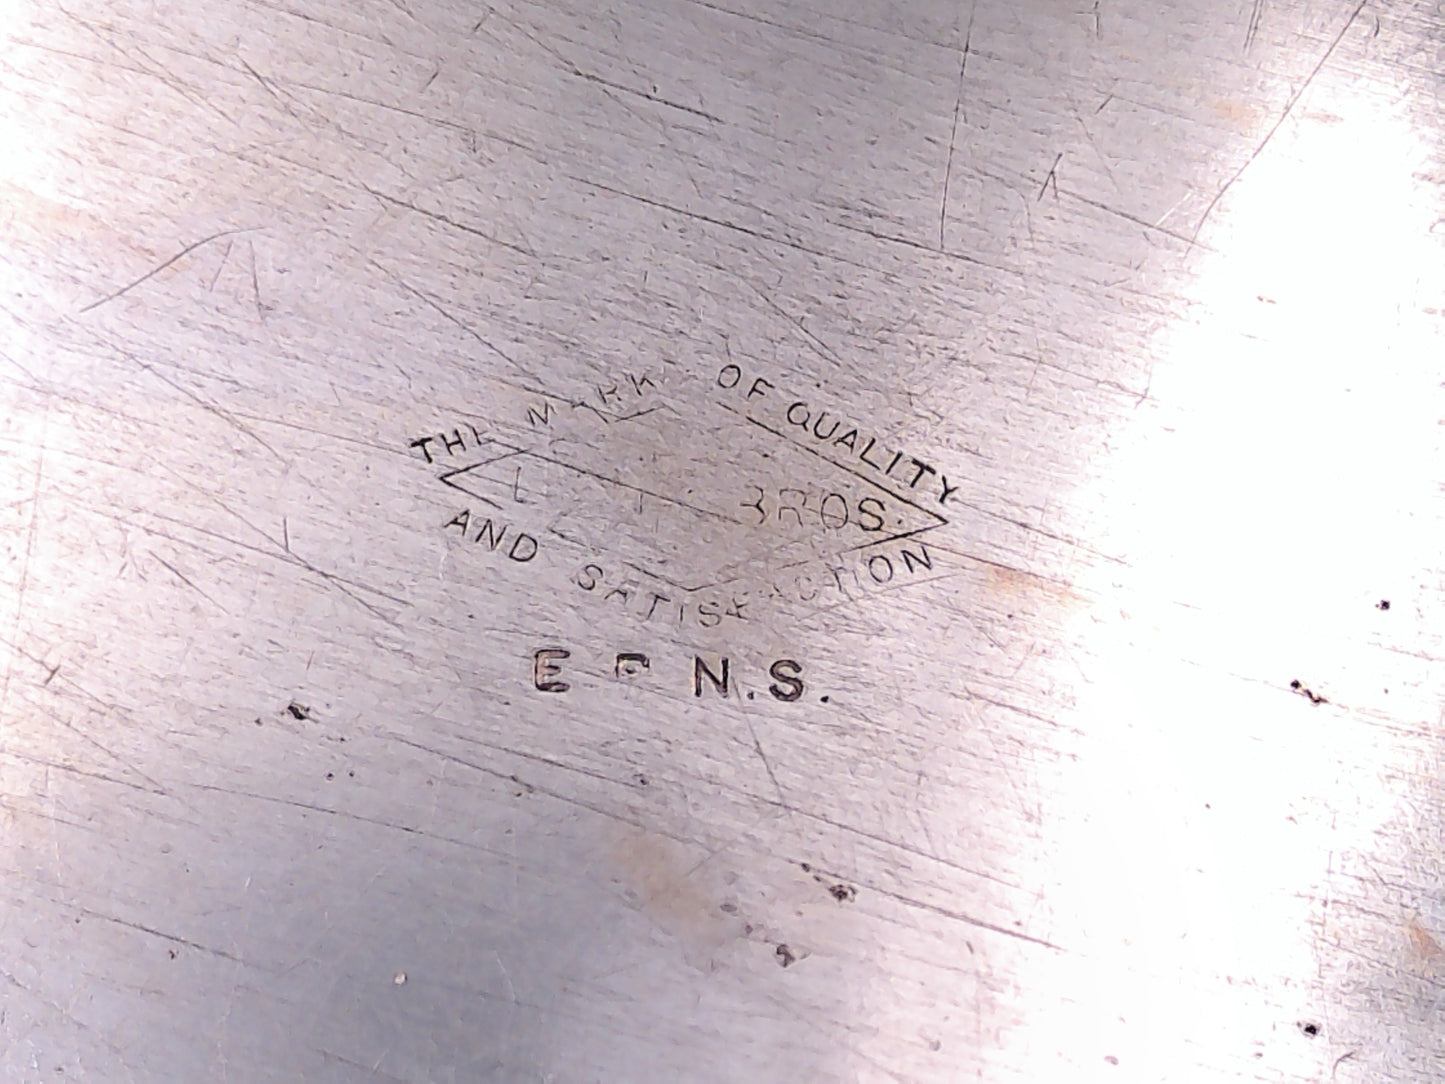 THE MARK OF QUALITY
BROS.
AND SATISFACTION
E P N.S.